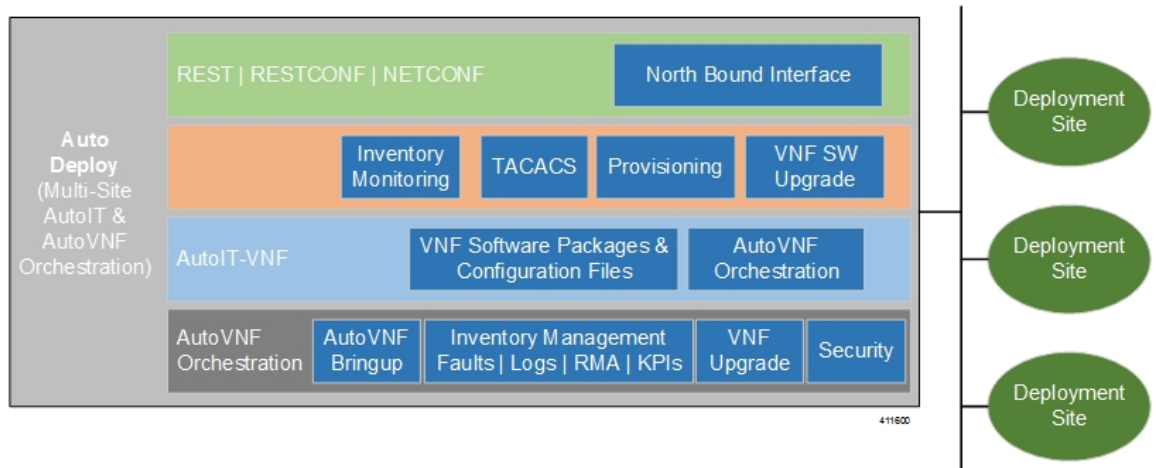 REST | RESTCONF | NETCONF
North Bound Interface
Auto
Deploy
(Multi-Site
AutoIT &
AutoVNF
Orchestration)
Inventory
Monitoring
TACACS
Provisioning
VNF SW
Upgrade
AutoIT-VNF
VNF Software Packages &
Configuration Files
AutoVNF
Orchestration
AutoVNF
Orchestration
AutoVNF
Bringup
Inventory Management
Faults | Logs | RMA | KPIs
VNF
Upgrade
Security
411600
Deployment
Site
Deployment
Site
Deployment
Site